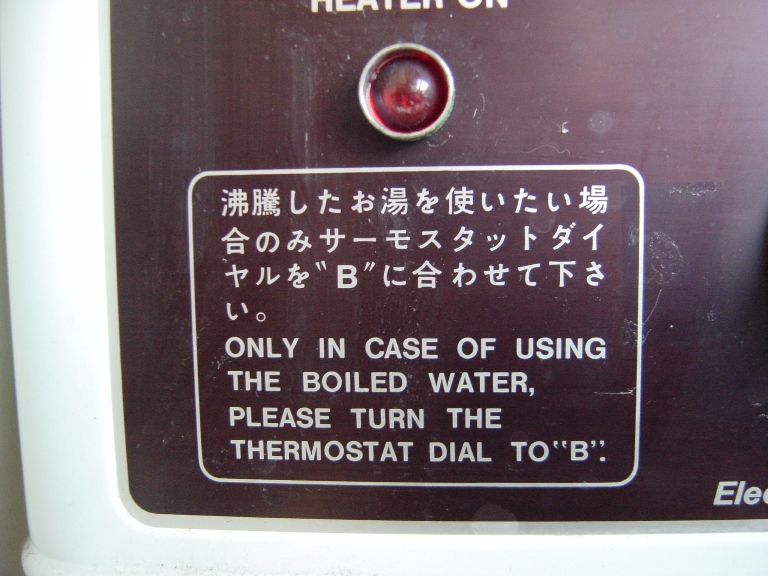 HEATER ON
沸騰したお湯を使いたい場
合のみサーモスタットダイ
ヤルを〝B〞に合わせて下さ
い。
ONLY IN CASE OF USING
THE BOILED WATER,
PLEASE TURN THE
THERMOSTAT DIAL TO "B".